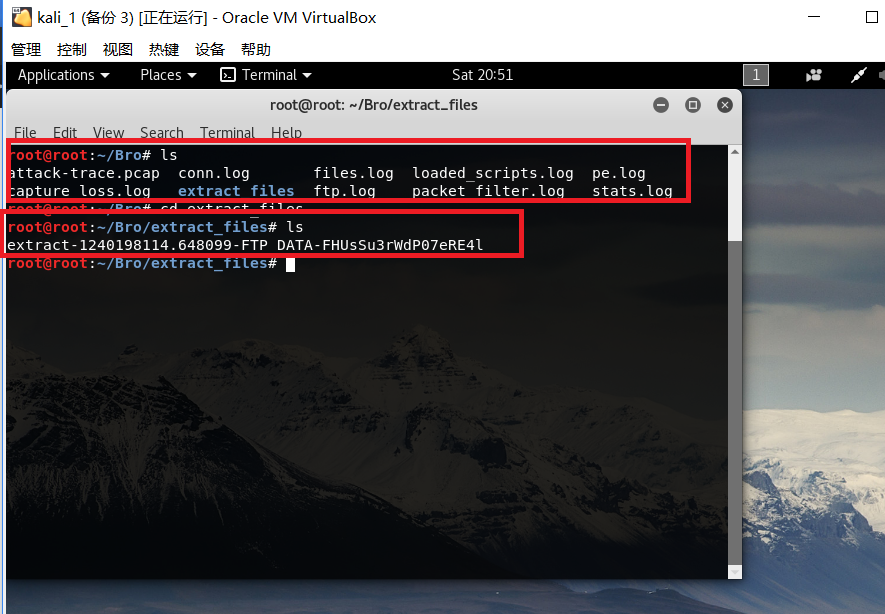 kali_1 (备份 3) [正在运行] - Oracle VM VirtualBox
管理 控制 视图 热键 设备 帮助
Applications Places Terminal Sat 20:51 1
root@root: ~/Bro/extract_files
File Edit View Search Terminal Help
root@root:~/Bro# ls
attack-trace.pcap conn.log files.log loaded_scripts.log pe.log
capture_loss.log extract_files ftp.log packet_filter.log stats.log
root@root:~/Bro# cd extract_files
root@root:~/Bro/extract_files# ls
extract-1240198114.648099-FTP_DATA-FHUsSu3rWdP07eRE4l
root@root:~/Bro/extract_files#